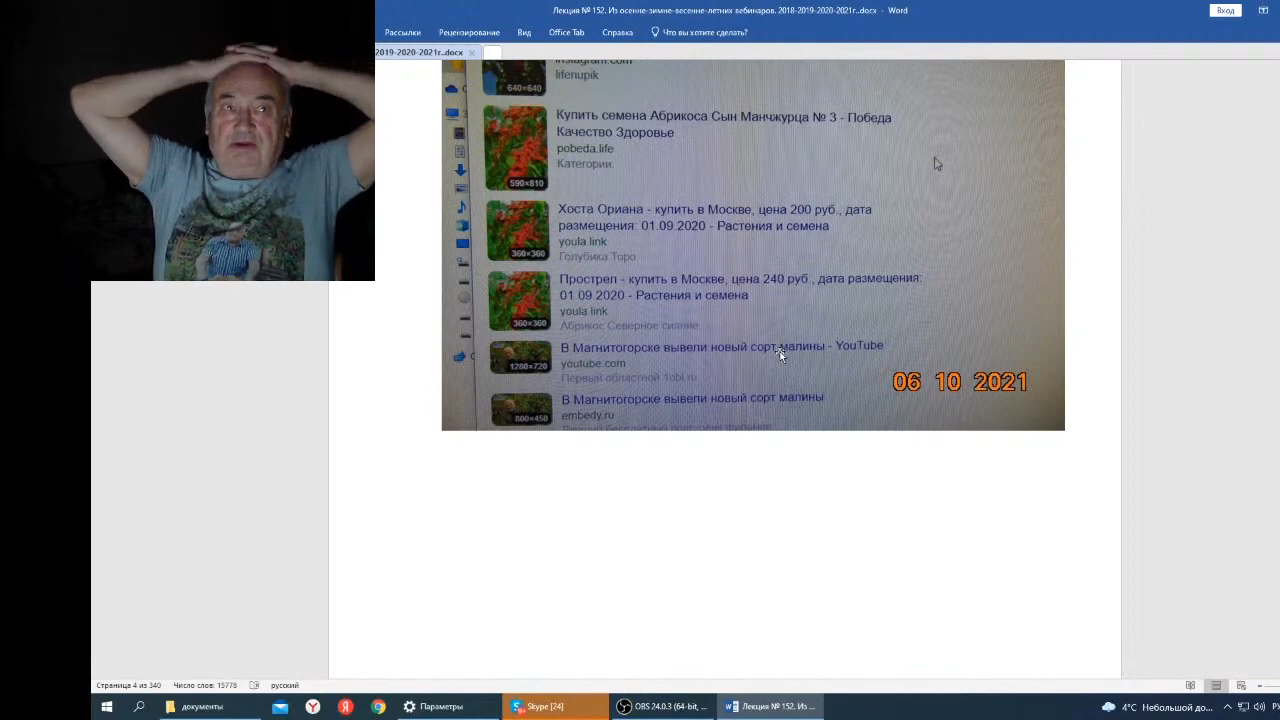 Лекция № 152. Из осенне-зимне-весенне-летних вебинаров. 2018-2019-2020-2021г..docx - Word
Вход
Рассылки Рецензирование Вид Office Tab Справка Что вы хотите сделать?
2019-2020-2021г..docx
instagram.com
lifenupik
640×640
Купить семена Абрикоса Сын Манчжурца № 3 - Победа
Качество Здоровье
pobeda.life
Категории.
590×810
Хоста Ориана - купить в Москве, цена 200 руб., дата
размещения: 01.09.2020 - Растения и семена
youla.link
Голубика Торо
360×360
Прострел - купить в Москве, цена 240 руб., дата размещения:
01.09.2020 - Растения и семена
youla.link
Абрикос Северное сияние
360×360
В Магнитогорске вывели новый сорт малины - YouTube
youtube.com
Первый областной 1obl.ru
1280×720
06 10 2021
В Магнитогорске вывели новый сорт малины
embedy.ru
800×450
Страница 4 из 340 Число слов: 15778 русский
документы
Параметры
Skype [24]
OBS 24.0.3 (64-bit, ...
Лекция № 152. Из ...
4°C Небольшой до...